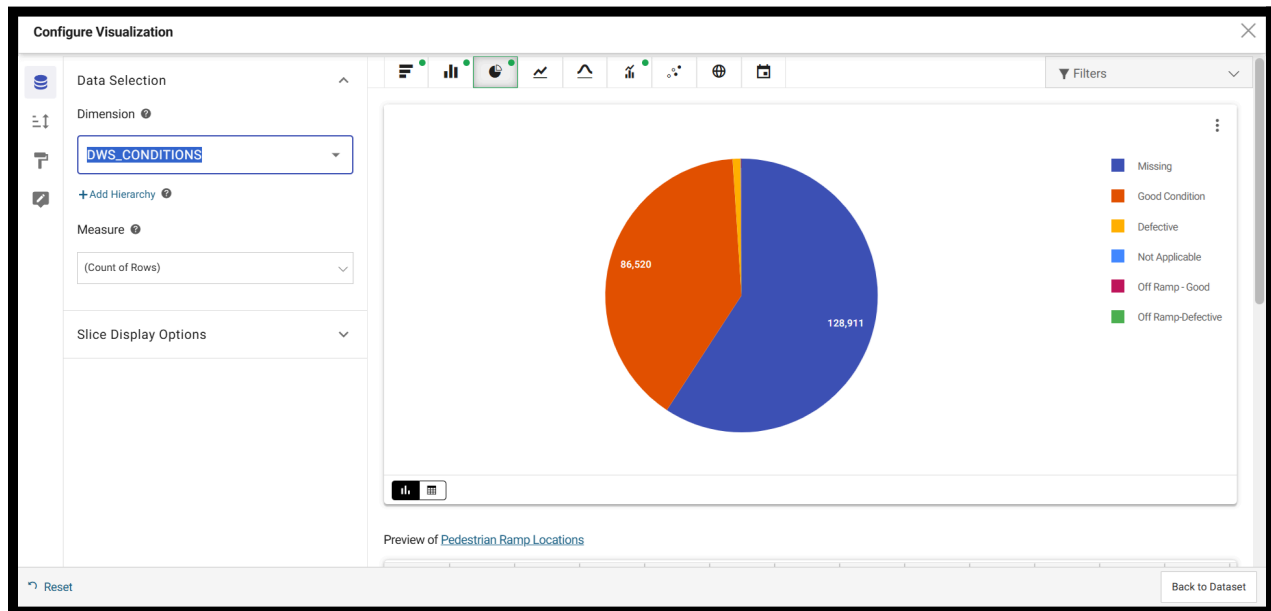 Configure Visualization
Data Selection
Dimension
DWS_CONDITIONS
+Add Hierarchy
Measure
(Count of Rows)
Slice Display Options
Filters
86,520
128,911
Missing
Good Condition
Defective
Not Applicable
Off Ramp - Good
Off Ramp-Defective
Preview of Pedestrian Ramp Locations
Reset
Back to Dataset